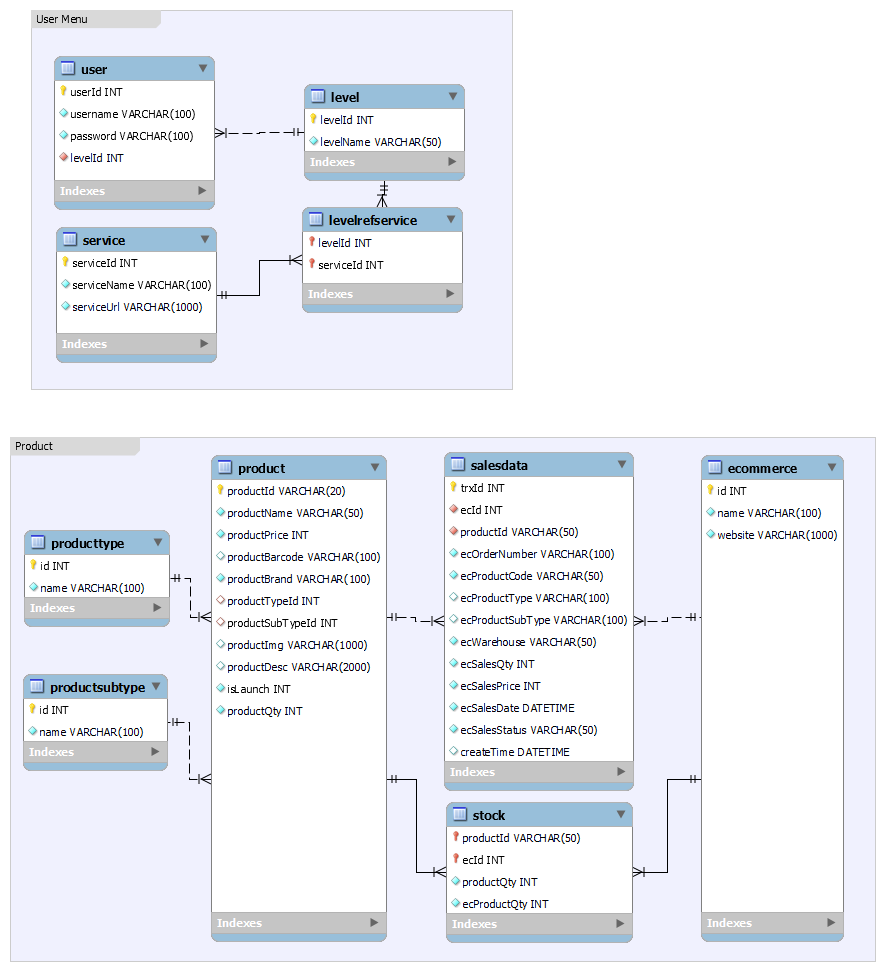 User Menu
user
userId INT
username VARCHAR(100)
password VARCHAR(100)
levelId INT
Indexes
level
levelId INT
levelName VARCHAR(50)
Indexes
service
serviceId INT
serviceName VARCHAR(100)
serviceUrl VARCHAR(1000)
Indexes
levelrefservice
levelId INT
serviceId INT
Indexes
Product
producttype
id INT
name VARCHAR(100)
Indexes
productsubtype
id INT
name VARCHAR(100)
Indexes
product
productId VARCHAR(20)
productName VARCHAR(50)
productPrice INT
productBarcode VARCHAR(100)
productBrand VARCHAR(100)
productTypeId INT
productSubTypeId INT
productImg VARCHAR(1000)
productDesc VARCHAR(2000)
isLaunch INT
productQty INT
Indexes
salesdata
trxId INT
ecId INT
productId VARCHAR(50)
ecOrderNumber VARCHAR(100)
ecProductCode VARCHAR(50)
ecProductType VARCHAR(100)
ecProductSubType VARCHAR(100)
ecWarehouse VARCHAR(50)
ecSalesQty INT
ecSalesPrice INT
ecSalesDate DATETIME
ecSalesStatus VARCHAR(50)
createTime DATETIME
Indexes
stock
productId VARCHAR(50)
ecId INT
productQty INT
ecProductQty INT
Indexes
ecommerce
id INT
name VARCHAR(100)
website VARCHAR(1000)
Indexes